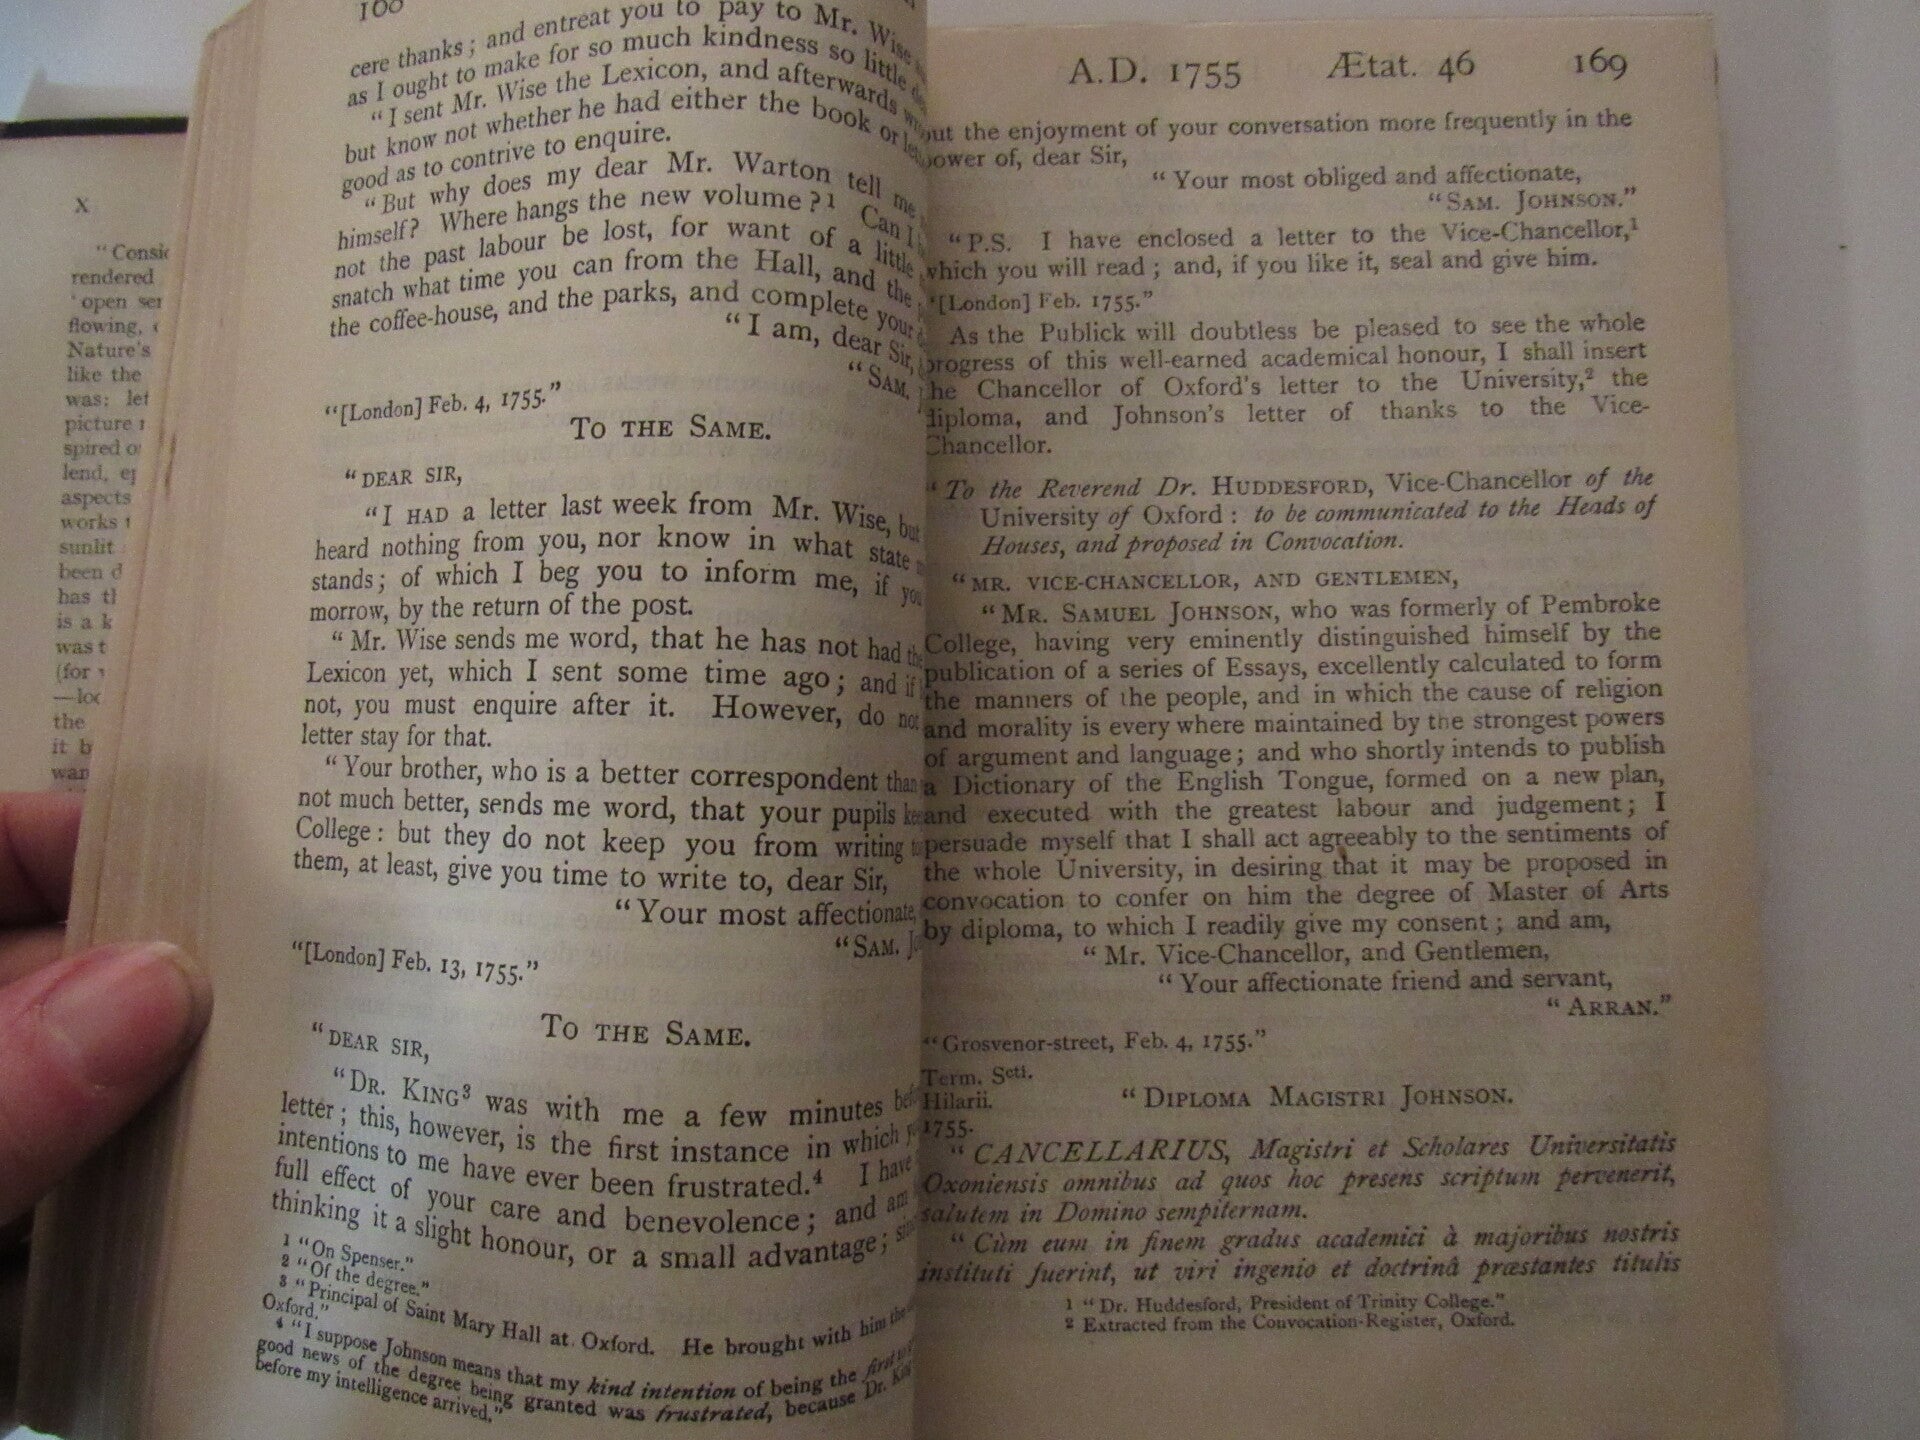 X
"Consid
rendered
'open ser
flowing,
Nature's
like the
was: let
picture
spired
lend,
aspects
works
sunlit
been d
has th
is a k
was t
(for
—loo
the
it b
wan
cere thanks; and entreat you to pay to Mr. Wise
as I ought to make for so much kindness so little
"I sent Mr. Wise the Lexicon, and afterwards
but know not whether he had either the book or
good as to contrive to enquire.
"But why does my dear Mr. Warton tell me
himself? Where hangs the new volume?¹ Can I
not the past labour be lost, for want of a little
snatch what time you can from the Hall, and the
the coffee-house, and the parks, and complete your
"I am, dear Sir,
"SAM.
"[London] Feb. 4, 1755."
TO THE SAME.
"DEAR SIR,
"I HAD a letter last week from Mr. Wise, but
heard nothing from you, nor know in what state
stands; of which I beg you to inform me, if you
morrow, by the return of the post.
"Mr. Wise sends me word, that he has not had the
Lexicon yet, which I sent some time ago; and if
not, you must enquire after it. However, do not
letter stay for that.
"Your brother, who is a better correspondent than
not much better, sends me word, that your pupils
College: but they do not keep you from writing
them, at least, give you time to write to, dear Sir,
"Your most affectionate,
"SAM.
"[London] Feb. 13, 1755."
TO THE SAME.
"DEAR SIR,
"DR. KING³ was with me a few minutes
letter; this, however, is the first instance in which
intentions to me have ever been frustrated.⁴ I have
full effect of your care and benevolence; and am
thinking it a slight honour, or a small advantage;
1 "On Spenser."
2 "Of the degree."
3 "Principal of Saint Mary Hall at Oxford. He brought with him the
Oxford."
4 "I suppose Johnson means that my kind intention of being the first
good news of the degree being granted was frustrated, because Dr. King
before my intelligence arrived."
A.D. 1755 Ætat. 46 169
out the enjoyment of your conversation more frequently in the
power of, dear Sir,
"Your most obliged and affectionate,
"SAM. JOHNSON."
"P.S. I have enclosed a letter to the Vice-Chancellor,¹
which you will read; and, if you like it, seal and give him.
"[London] Feb. 1755."
As the Publick will doubtless be pleased to see the whole
progress of this well-earned academical honour, I shall insert
the Chancellor of Oxford's letter to the University,² the
diploma, and Johnson's letter of thanks to the Vice-
Chancellor.
"To the Reverend Dr. HUDDESFORD, Vice-Chancellor of the
University of Oxford: to be communicated to the Heads of
Houses, and proposed in Convocation.
"MR. VICE-CHANCELLOR, AND GENTLEMEN,
"MR. SAMUEL JOHNSON, who was formerly of Pembroke
College, having very eminently distinguished himself by the
publication of a series of Essays, excellently calculated to form
the manners of the people, and in which the cause of religion
and morality is every where maintained by the strongest powers
of argument and language; and who shortly intends to publish
a Dictionary of the English Tongue, formed on a new plan,
and executed with the greatest labour and judgement; I
persuade myself that I shall act agreeably to the sentiments of
the whole University, in desiring that it may be proposed in
convocation to confer on him the degree of Master of Arts
by diploma, to which I readily give my consent; and am,
"Mr. Vice-Chancellor, and Gentlemen,
"Your affectionate friend and servant,
"ARRAN."
"Grosvenor-street, Feb. 4, 1755."
Term. Scti.
Hilarii.
1755.
"DIPLOMA MAGISTRI JOHNSON.
"CANCELLARIUS, Magistri et Scholares Universitatis
Oxoniensis omnibus ad quos hoc presens scriptum pervenerit,
salutem in Domino sempiternam.
"Cùm eum in finem gradus academici à majoribus nostris
instituti fuerint, ut viri ingenio et doctrinâ præstantes titulis
1 "Dr. Huddesford, President of Trinity College."
2 Extracted from the Convocation-Register, Oxford.